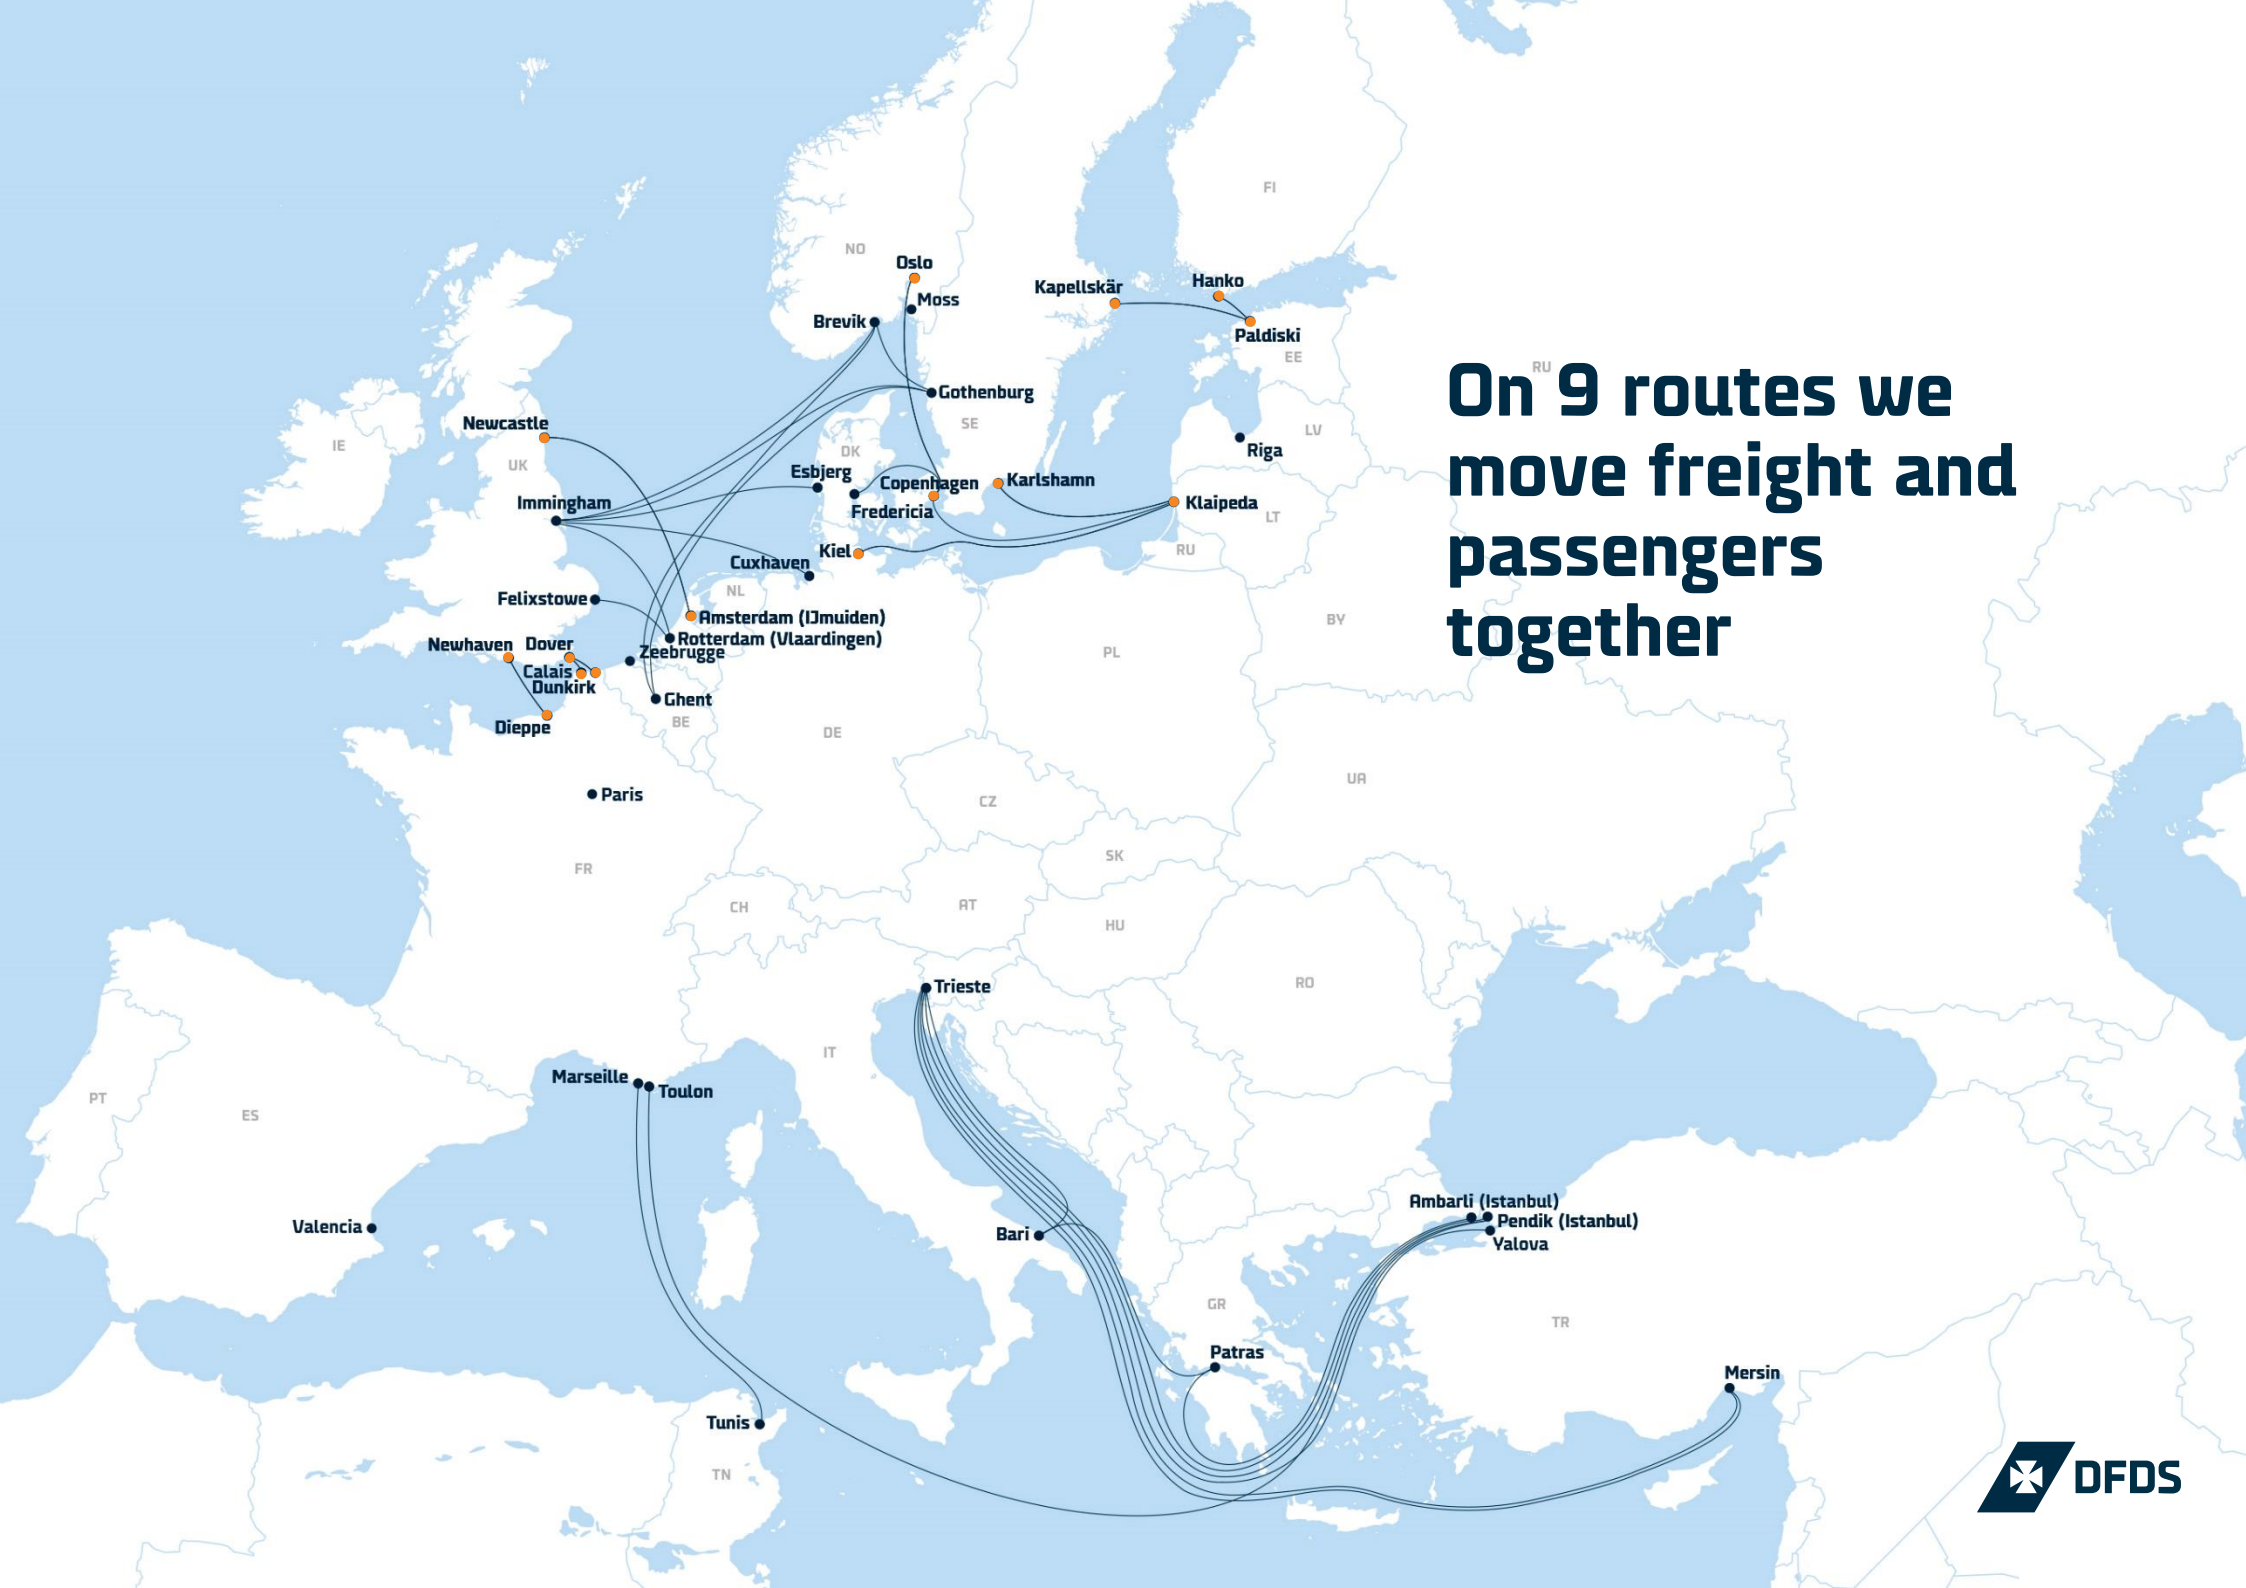 On 9 routes we
move freight and
passengers
together
FI
NO
Oslo
Moss
Brevik
Kapellskär
Hanko
Paldiski
EE
RU
Gothenburg
SE
Newcastle
IE
UK
DK
LV
Riga
Esbjerg
Copenhagen
Karlshamn
Immingham
Fredericia
Klaipeda
LT
Kiel
RU
Cuxhaven
NL
Felixstowe
Amsterdam (IJmuiden)
BY
Rotterdam (Vlaardingen)
Newhaven
Dover
Zeebrugge
PL
Calais
Dunkirk
Ghent
BE
Dieppe
DE
UA
Paris
CZ
SK
FR
CH
AT
HU
Trieste
RO
IT
Marseille
Toulon
PT
ES
Valencia
Bari
Ambarli (Istanbul)
Pendik (Istanbul)
Yalova
GR
TR
Patras
Mersin
Tunis
TN
DFDS